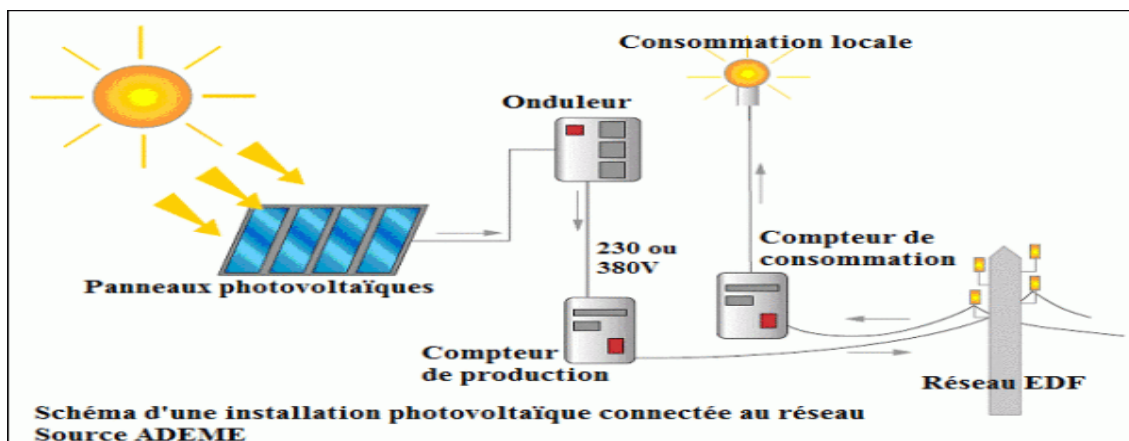 Consommation locale
Onduleur
230 ou
380V
Compteur de
consommation
Panneaux photovoltaïques
Compteur
de production
Réseau EDF
Schéma d'une installation photovoltaïque connectée au réseau
Source ADEME